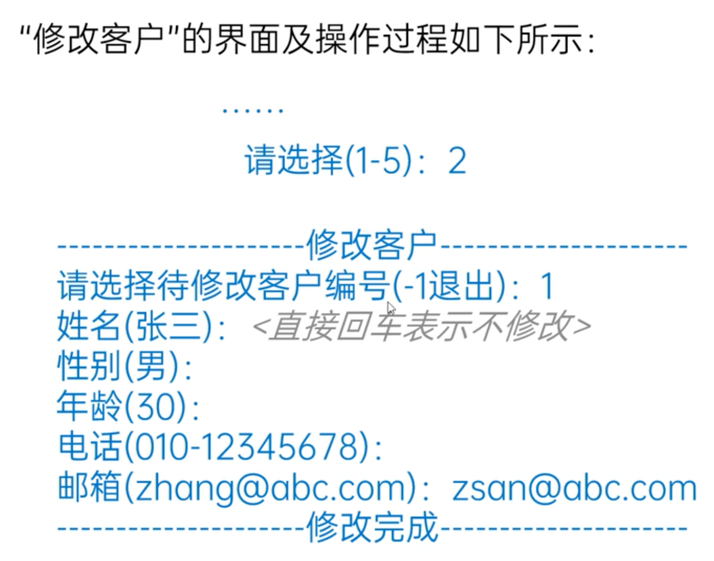 “修改客户”的界面及操作过程如下所示：
……
请选择(1-5)：2
---------------------修改客户---------------------
请选择待修改客户编号(-1退出)：1
姓名(张三)：<直接回车表示不修改>
性别(男)：
年龄(30)：
电话(010-12345678)：
邮箱(zhang@abc.com)：zsan@abc.com
---------------------修改完成---------------------